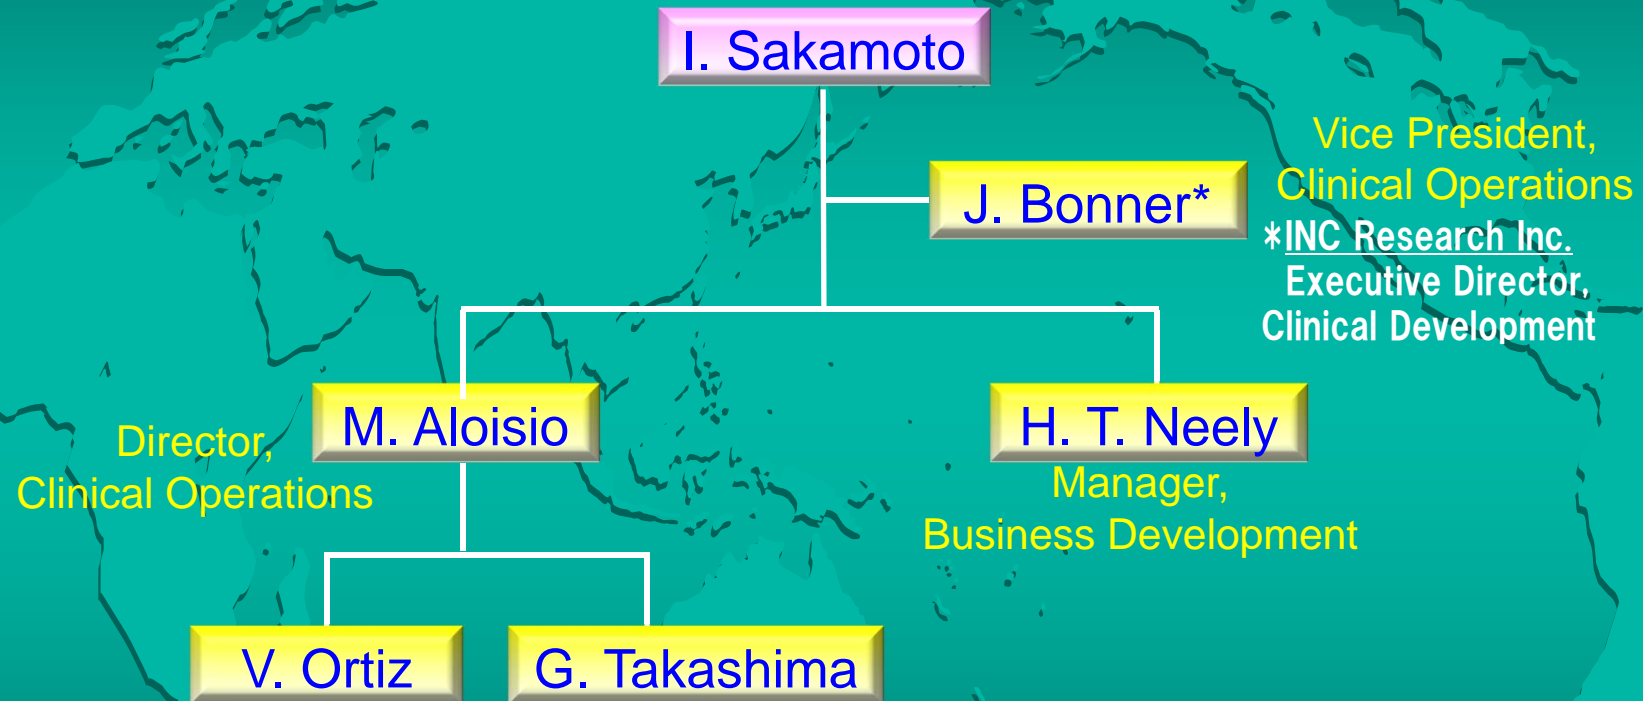 I. Sakamoto
J. Bonner*
Vice President,
Clinical Operations
*INC Research Inc.
Executive Director,
Clinical Development
M. Aloisio
Director,
Clinical Operations
H. T. Neely
Manager,
Business Development
V. Ortiz
G. Takashima